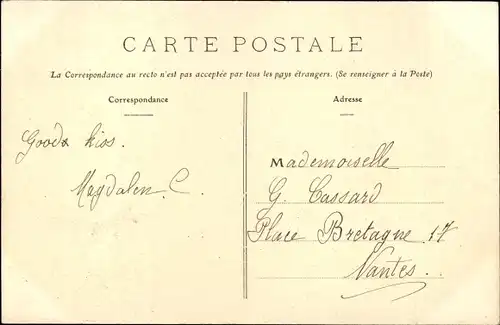 CARTE POSTALE
La Correspondance au recto n'est pas acceptée par tous les pays étrangers. (Se renseigner à la Poste)
Correspondance
Good kiss.
Magdalen. C.
Adresse
Mademoiselle
G. Cassard
Place Bretagne 17
Nantes.